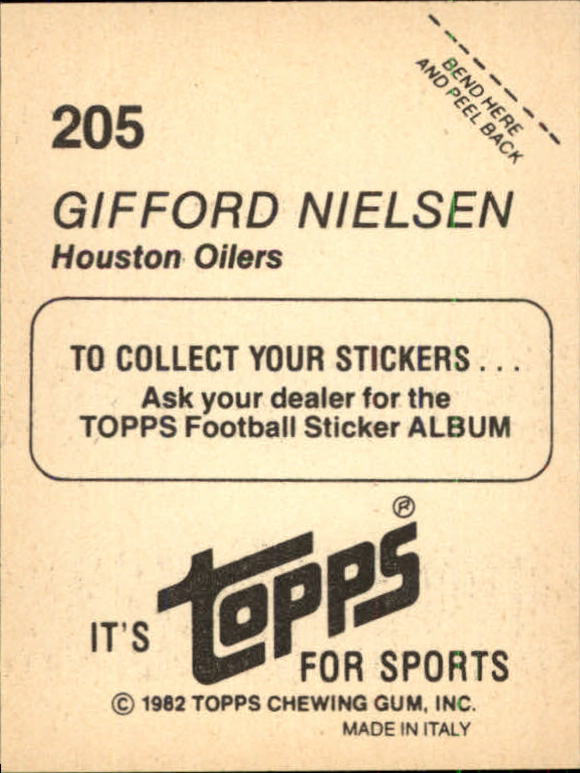 BEND HERE
AND PEEL BACK
205
GIFFORD NIELSEN
Houston Oilers
TO COLLECT YOUR STICKERS...
Ask your dealer for the
TOPPS Football Sticker ALBUM
®
IT'S topps
FOR SPORTS
© 1982 TOPPS CHEWING GUM, INC.
MADE IN ITALY